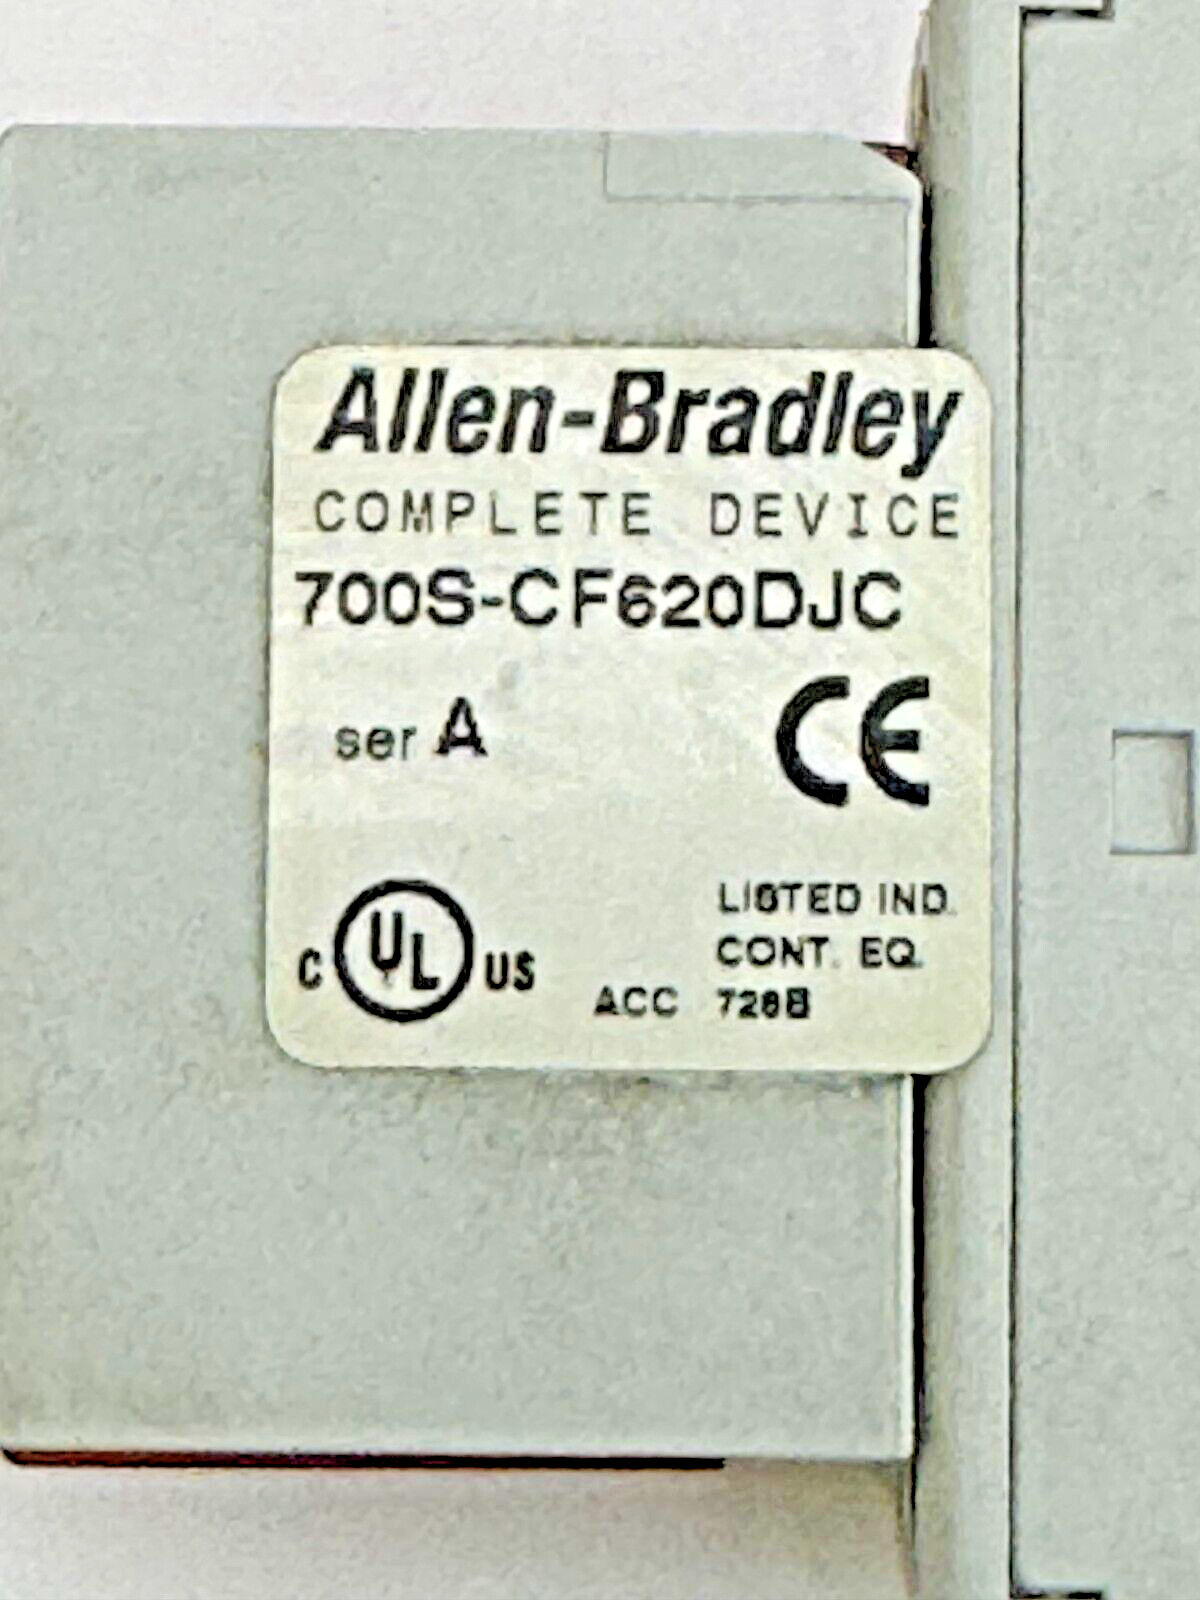 Allen-Bradley
COMPLETE DEVICE
700S-CF620DJC
ser A
CE
C UL US
LISTED IND.
CONT. EQ.
ACC 728B